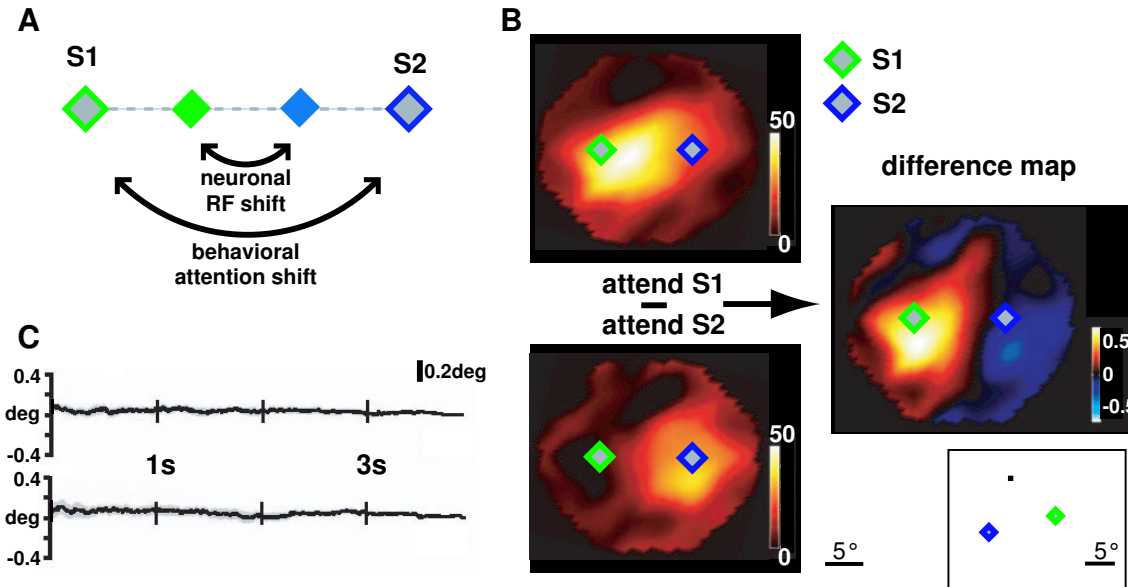 A
S1
S2
neuronal
RF shift
behavioral
attention shift
B
50
0
S1
S2
difference map
attend S1
attend S2
50
0
0.5
0
-0.5
C
0.2deg
0.4
deg
-0.4
1s
3s
0.4
deg
-0.4
5°
5°